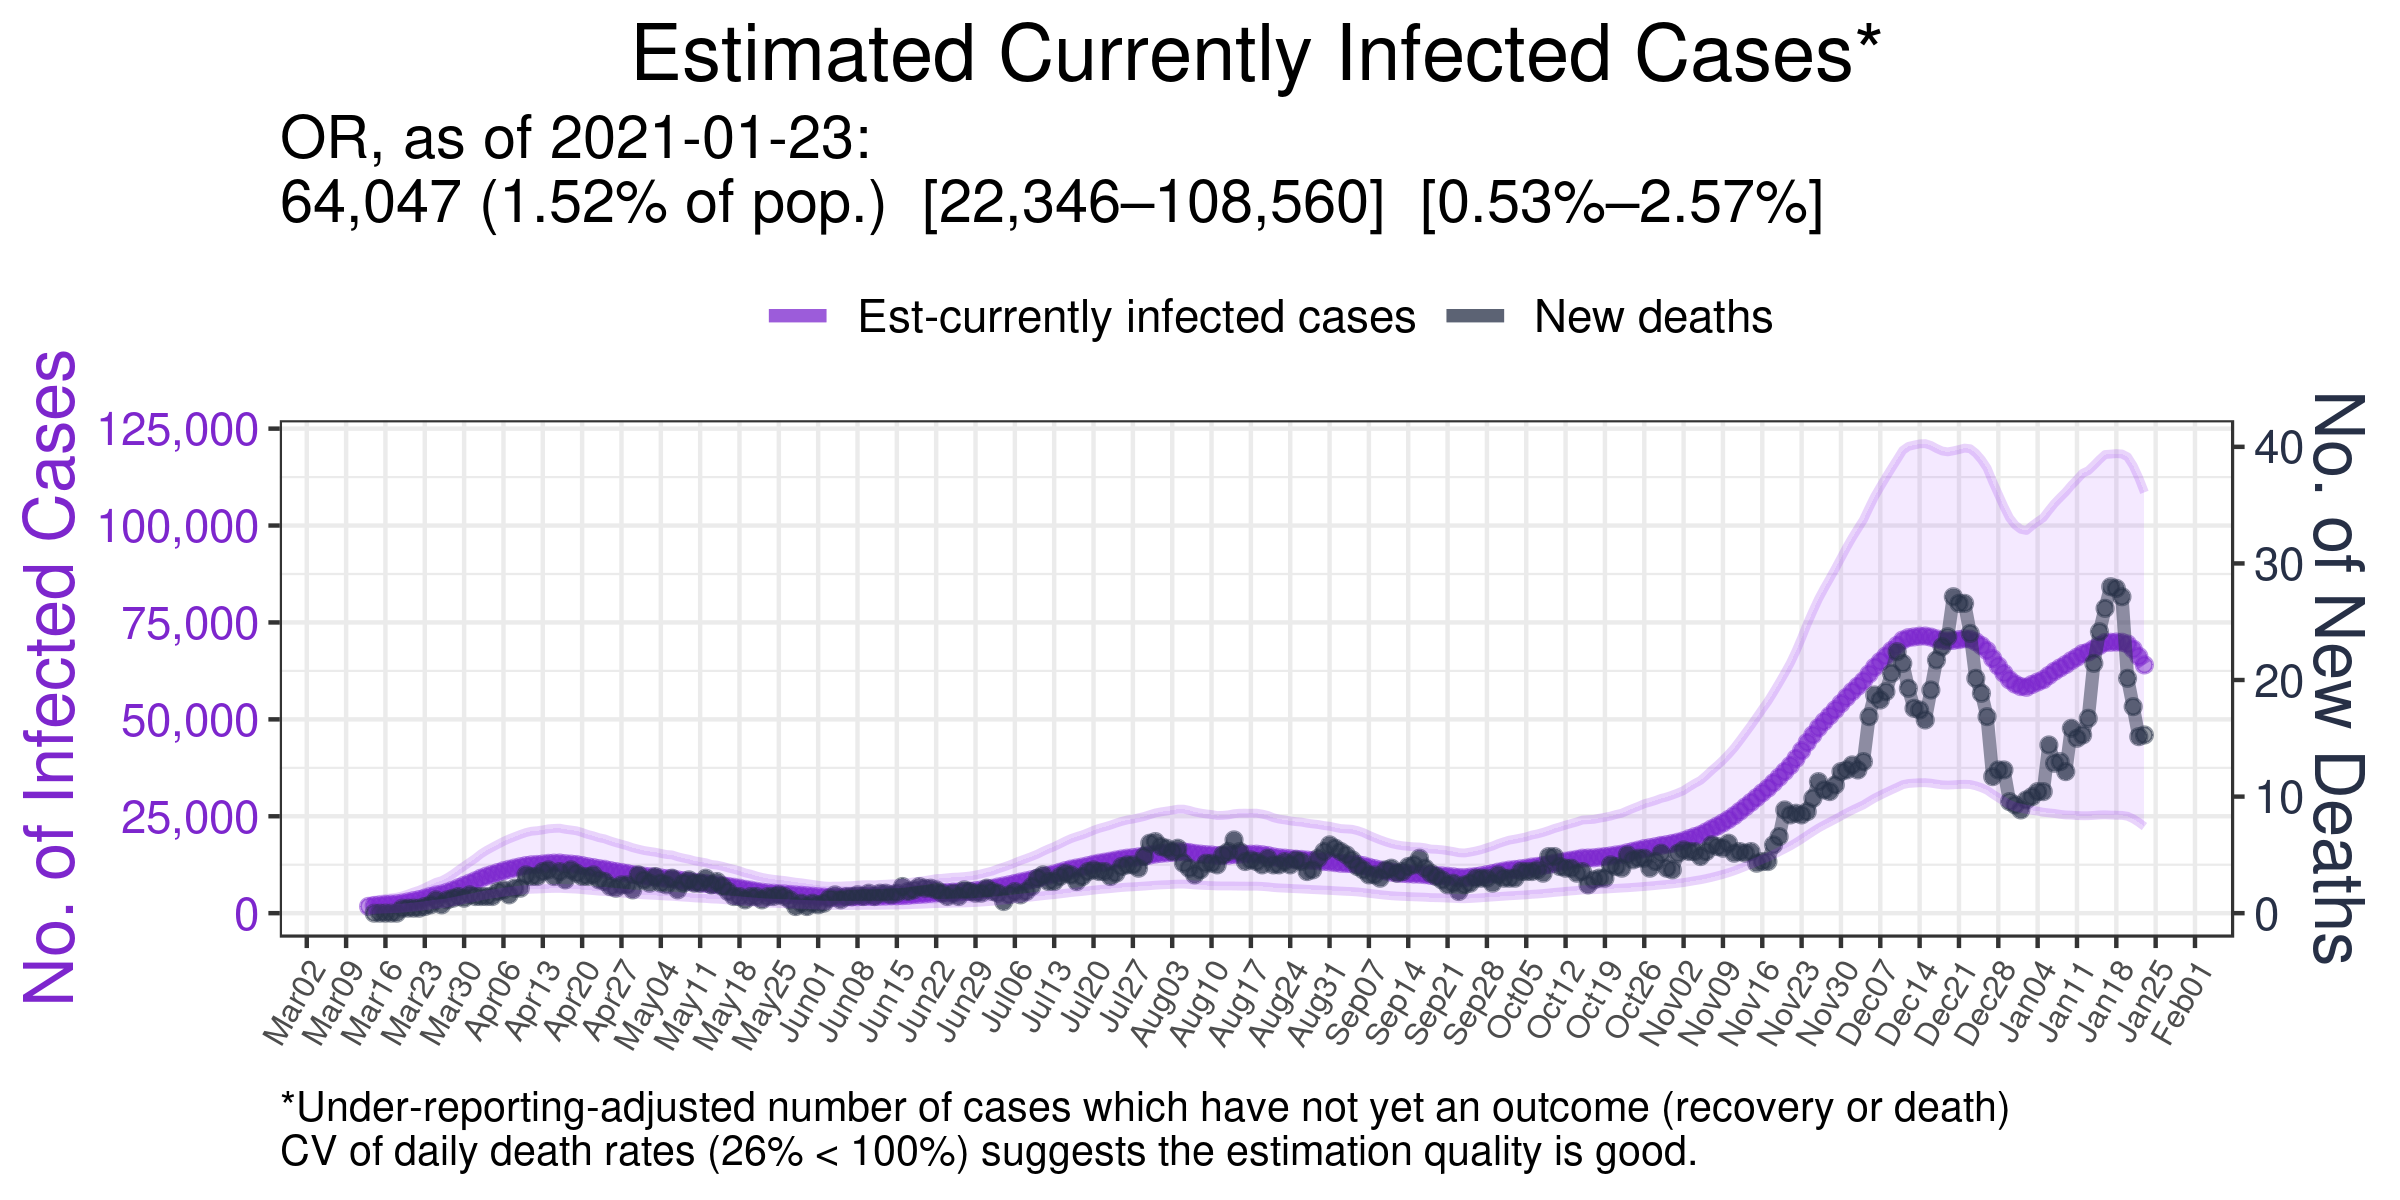 Estimated Currently Infected Cases*
OR, as of 2021-01-23:
64,047 (1.52% of pop.)  [22,346–108,560]  [0.53%–2.57%]
Est-currently infected cases
New deaths
No. of Infected Cases
125,000
100,000
75,000
50,000
25,000
0
40
30
20
10
0
No. of New Deaths
Mar02
Mar09
Mar16
Mar23
Mar30
Apr06
Apr13
Apr20
Apr27
May04
May11
May18
May25
Jun01
Jun08
Jun15
Jun22
Jun29
Jul06
Jul13
Jul20
Jul27
Aug03
Aug10
Aug17
Aug24
Aug31
Sep07
Sep14
Sep21
Sep28
Oct05
Oct12
Oct19
Oct26
Nov02
Nov09
Nov16
Nov23
Nov30
Dec07
Dec14
Dec21
Dec28
Jan04
Jan11
Jan18
Jan25
Feb01
*Under-reporting-adjusted number of cases which have not yet an outcome (recovery or death)
CV of daily death rates (26% < 100%) suggests the estimation quality is good.